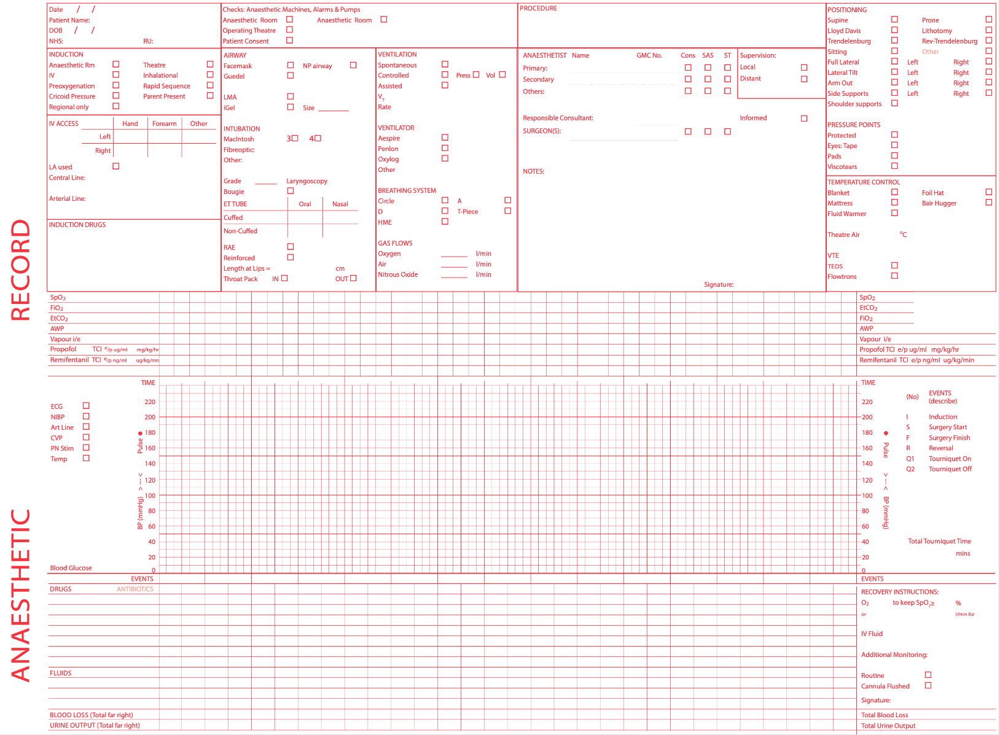 ANAESTHETIC RECORD
Date / /
Patient Name:
DOB / /
NHS: RU:
Checks: Anaesthetic Machines, Alarms & Pumps
Anaesthetic Room Anaesthetic Room
Operating Theatre
Patient Consent
PROCEDURE
INDUCTION
Anaesthetic Rm Theatre
IV Inhalational
Preoxygenation Rapid Sequence
Cricoid Pressure Parent Present
Regional only
IV ACCESS Hand Forearm Other
Left
Right
LA used
Central Line:
Arterial Line:
INDUCTION DRUGS
AIRWAY
Facemask NP airway
Guedel
LMA
iGel Size
INTUBATION
MacIntosh 3 4
Fibreoptic:
Other:
Grade Laryngoscopy
Bougie
ET TUBE Oral Nasal
Cuffed
Non-Cuffed
RAE
Reinforced
Length at Lips = cm
Throat Pack IN OUT
VENTILATION
Spontaneous
Controlled Press Vol
Assisted
VT
Rate
VENTILATOR
Aespire
Penlon
Oxylog
Other
BREATHING SYSTEM
Circle A
D T-Piece
HME
GAS FLOWS
Oxygen l/min
Air l/min
Nitrous Oxide l/min
ANAESTHETIST Name GMC No. Cons SAS ST
Primary:
Secondary
Others:
Supervision:
Local
Distant
Responsible Consultant: Informed
SURGEON(S):
NOTES:
Signature:
POSITIONING
Supine Prone
Lloyd Davis Lithotomy
Trendelenburg Rev-Trendelenburg
Sitting Other
Full Lateral Left Right
Lateral Tilt Left Right
Arm Out Left Right
Side Supports Left Right
Shoulder supports
PRESSURE POINTS
Protected
Eyes: Tape
Pads
Viscotears
TEMPERATURE CONTROL
Blanket Foil Hat
Mattress Bair Hugger
Fluid Warmer
Theatre Air °C
VTE
TEDS
Flowtrons
SpO2
FiO2
EtCO2
AWP
Vapour i/e
Propofol TCI e/p ug/ml mg/kg/hr
Remifentanil TCI e/p ng/ml ug/kg/mn
SpO2
EtCO2
FIO2
AWP
Vapour i/e
Propofol TCI e/p ug/ml mg/kg/hr
Remifentanil TCI e/p ng/ml ug/kg/min
TIME
ECG
NIBP
Art Line
CVP
PN Stim
Temp
Blood Glucose
Pulse ●
BP (mmHg) > --- <
220
200
180
160
140
120
100
80
60
40
20
0
TIME
220
200
180
160
140
120
100
80
60
40
20
0
● Pulse
> --- < BP (mmHg)
(No) EVENTS
(describe)
I Induction
S Surgery Start
F Surgery Finish
R Reversal
Q1 Tourniquet On
Q2 Tourniquet Off
Total Tourniquet Time
mins
EVENTS EVENTS
DRUGS ANTIBIOTICS
FLUIDS
BLOOD LOSS (Total far right)
URINE OUTPUT (Total far right)
RECOVERY INSTRUCTIONS:
O2 to keep SpO2≥ %
or l/min for
IV Fluid
Additional Monitoring:
Routine
Cannula Flushed
Signature:
Total Blood Loss
Total Urine Output